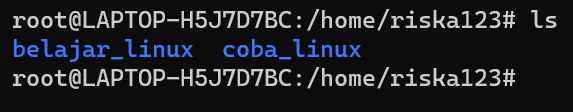 root@LAPTOP-H5J7D7BC:/home/riska123# ls
belajar_linux  coba_linux
root@LAPTOP-H5J7D7BC:/home/riska123#